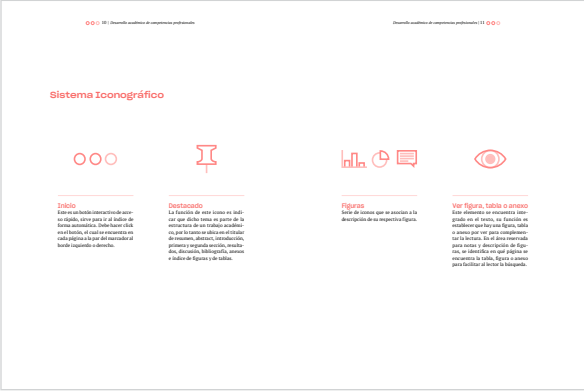 10 | Desarrollo académico de competencias profesionales
Desarrollo académico de competencias profesionales | 11
Sistema Iconográfico
Inicio
Este es un botón interactivo de acce-
so rápido, sirve para ir al índice de
forma automática. Debe hacer click
en el botón, el cual se encuentra en
cada página a la par del marcador al
borde izquierdo o derecho.
Destacado
La función de este icono es indi-
car que dicho tema es parte de la
estructura de un trabajo académi-
co, por lo tanto se ubica en el titular
de resumen, abstract, introducción,
primera y segunda sección, resulta-
dos, discusión, bibliografía, anexos
e índice de figuras y de tablas.
Figuras
Serie de iconos que se asocian a la
descripción de su respectiva figura.
Ver figura, tabla o anexo
Este elemento se encuentra inte-
grado en el texto, su función es
establecer que hay una figura, tabla
o anexo por ver para complemen-
tar la lectura. En el área reservada
para notas y descripción de figu-
ras, se identifica en qué página se
encuentra la tabla, figura o anexo
para facilitar al lector la búsqueda.